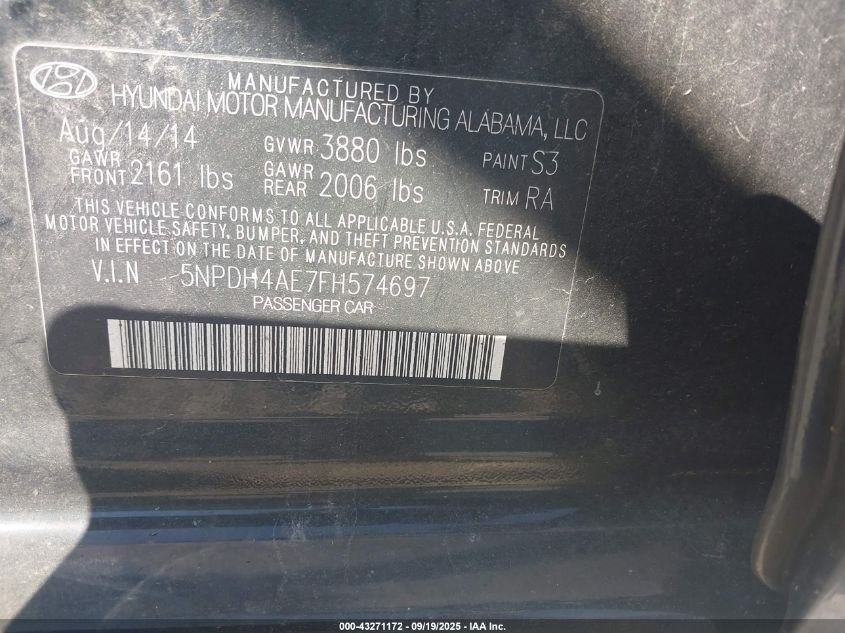 MANUFACTURED BY
HYUNDAI MOTOR MANUFACTURING ALABAMA, LLC
Aug/14/14 GVWR 3880 lbs PAINT S3
GAWR FRONT 2161 lbs GAWR REAR 2006 lbs TRIM RA
THIS VEHICLE CONFORMS TO ALL APPLICABLE U.S.A. FEDERAL
MOTOR VEHICLE SAFETY, BUMPER, AND THEFT PREVENTION STANDARDS
IN EFFECT ON THE DATE OF MANUFACTURE SHOWN ABOVE
V.I.N 5NPDH4AE7FH574697
PASSENGER CAR
000-43271172 - 09/19/2025 - IAA Inc.